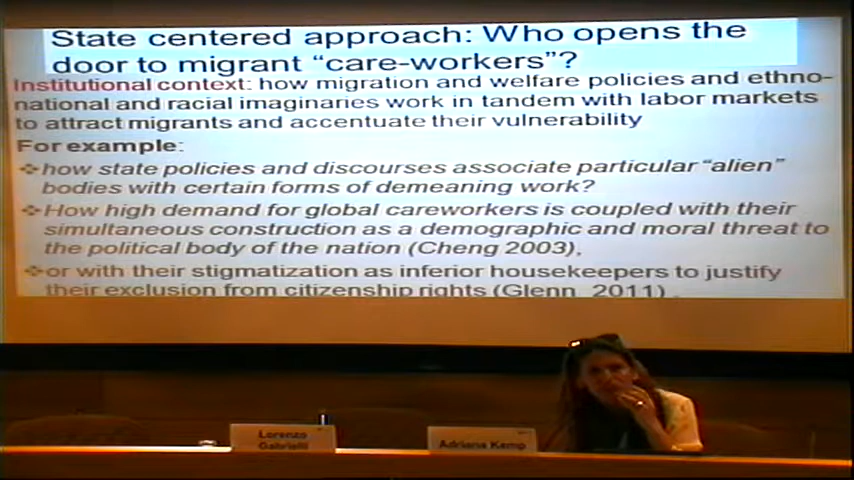 State centered approach: Who opens the
door to migrant "care-workers"?
Institutional context: how migration and welfare policies and ethno-
national and racial imaginaries work in tandem with labor markets
to attract migrants and accentuate their vulnerability
For example:
how state policies and discourses associate particular "alien"
bodies with certain forms of demeaning work?
How high demand for global careworkers is coupled with their
simultaneous construction as a demographic and moral threat to
the political body of the nation (Cheng 2003),
or with their stigmatization as inferior housekeepers to justify
their exclusion from citizenship rights (Glenn 2011)
Lorenzo
Gabrielli
Adriana Kemp